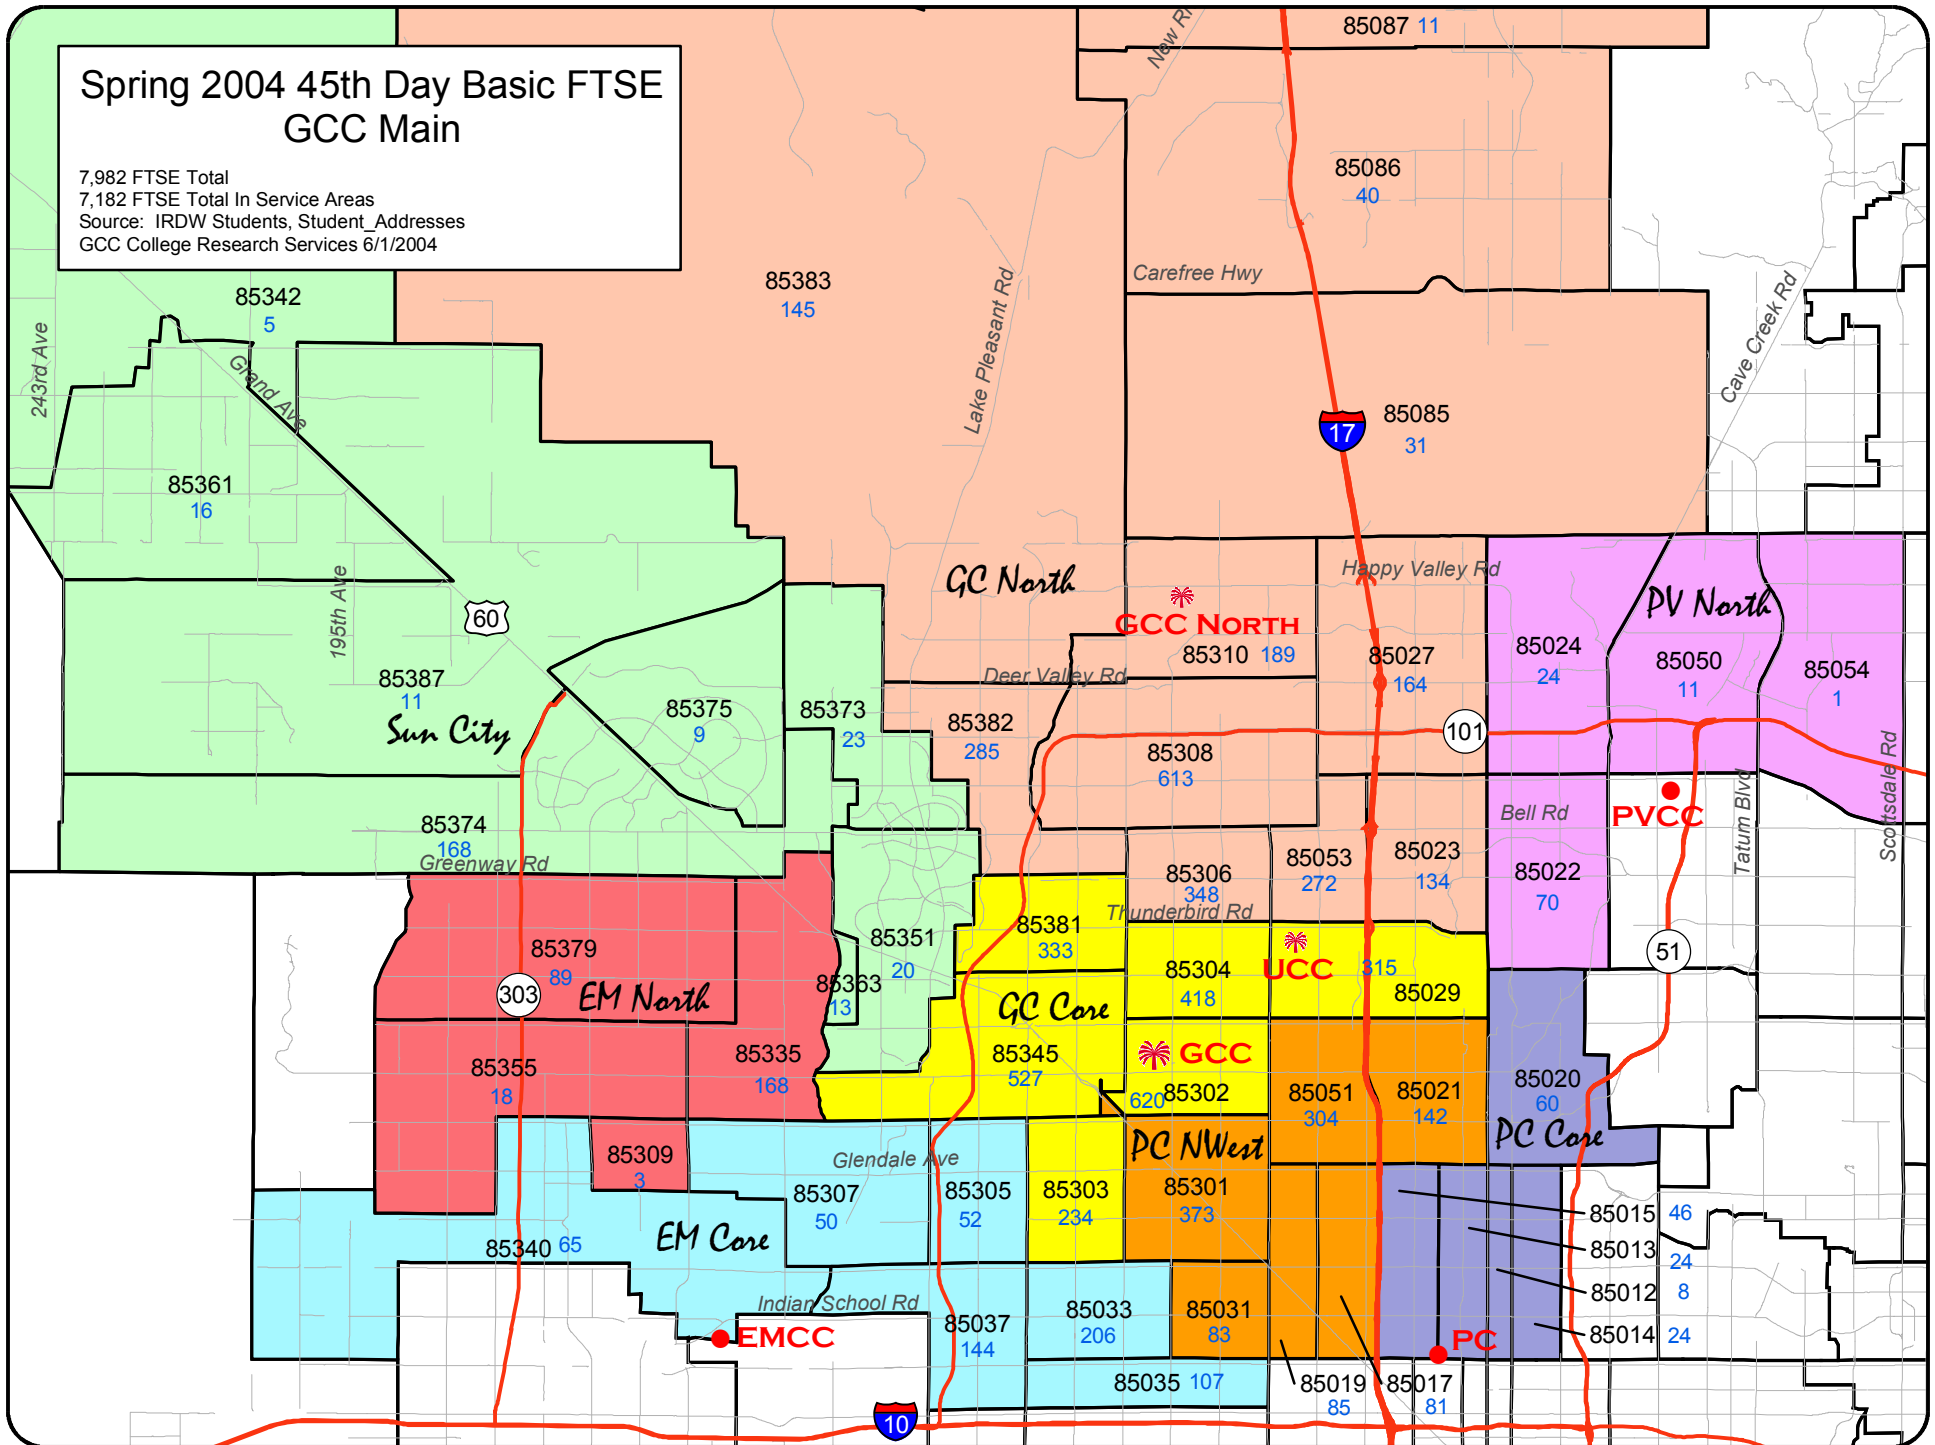 Spring 2004 45th Day Basic FTSE
GCC Main
7,982 FTSE Total
7,182 FTSE Total In Service Areas
Source: IRDW Students, Student_Addresses
GCC College Research Services 6/1/2004
85087 11
85086
40
Carefree Hwy
85383
145
Lake Pleasant Rd
Cave Creek Rd
85342
5
243rd Ave
Grand Ave
17
85085
31
85361
16
195th Ave
60
GC North
GCC North
85310 189
Happy Valley Rd
85027
164
PV North
85024
24
85050
11
85054
1
85387
11
Sun City
85375
9
85373
23
Deer Valley Rd
85382
285
85308
613
101
Scottsdale Rd
Tatum Blvd
PVCC
Bell Rd
85374
168
Greenway Rd
85306
348
85053
272
85023
134
85022
70
Thunderbird Rd
85379
89
303
EM North
85363
13
85351
20
85381
333
GC Core
85304
418
UCC
315
85029
51
85355
18
85335
168
85345
527
GCC
620
85302
85051
304
85021
142
85020
60
PC Core
PC NWest
85309
3
Glendale Ave
85307
50
85305
52
85303
234
85301
373
85015 46
85013
24
85012 8
85014 24
85340 65
EM Core
Indian School Rd
EMCC
85037
144
85033
206
85031
83
PC
85035 107
85019
85
85017
81
10